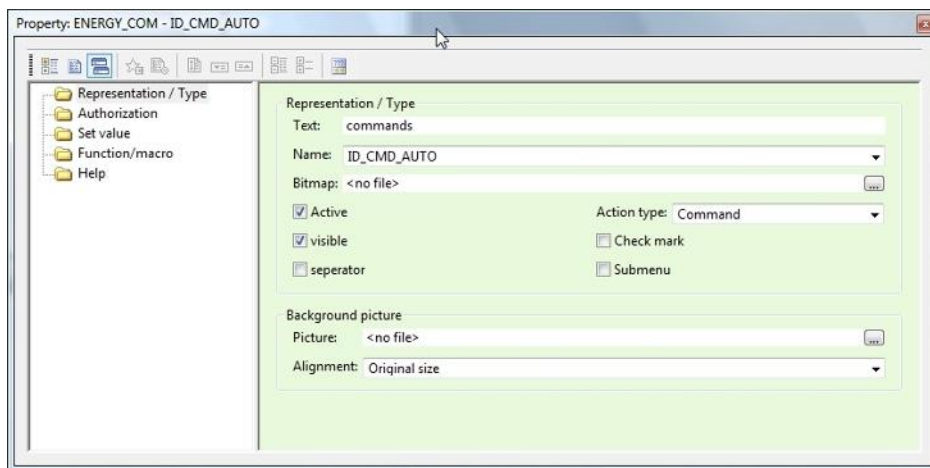 Property: ENERGY_COM - ID_CMD_AUTO
Representation / Type
Authorization
Set value
Function/macro
Help
Representation / Type
Text: commands
Name: ID_CMD_AUTO
Bitmap: <no file> ...
Active Action type: Command
visible Check mark
seperator Submenu
Background picture
Picture: <no file> ...
Alignment: Original size